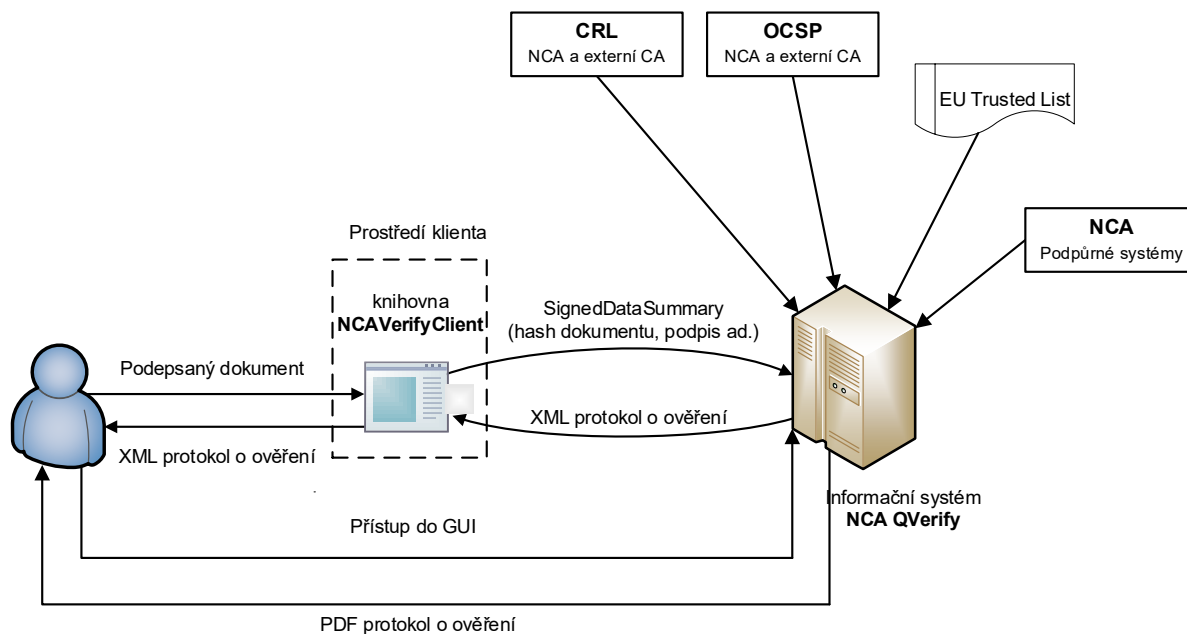 CRL
NCA a externí CA
OCSP
NCA a externí CA
EU Trusted List
NCA
Podpůrné systémy
Prostředí klienta
knihovna
NCAVerifyClient
SignedDataSummary
(hash dokumentu, podpis ad.)
Podepsaný dokument
XML protokol o ověření
XML protokol o ověření
Informační systém
NCA QVerify
Přístup do GUI
PDF protokol o ověření